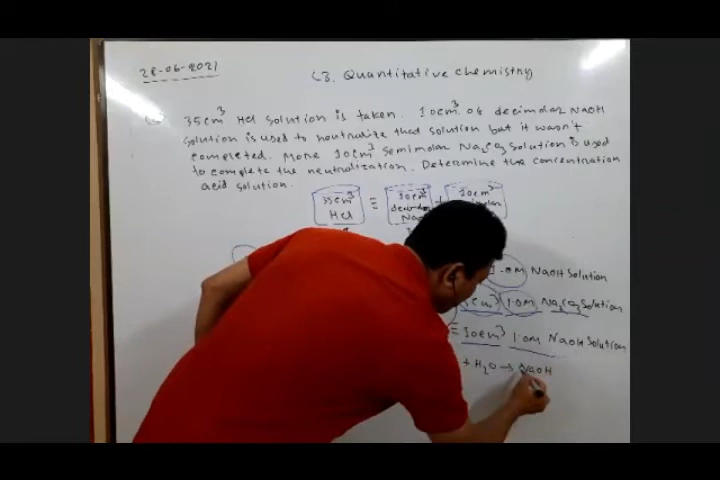 28-06-2021
C3. Quantitative chemistry
35cm³ Hcl solution is taken. 10cm³ of decimolar NaOH
solution is used to neutralize that solution but it wasn't
completed. More 10cm³ semimolar Na₂CO₃ solution is used
to complete the neutralization. Determine the concentration
acid solution.
35cm³ Hcl ≡ 10cm³ + 10cm³
NaOH Solution
1.0M Na₂CO₃ Solution
≡ 10cm³ 1.0M NaOH Solution
+ H₂O → NaOH